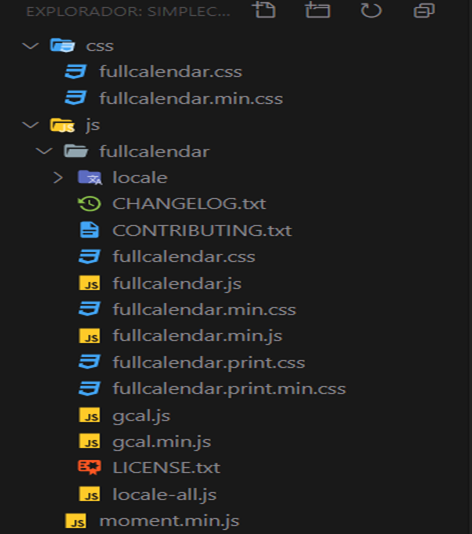 EXPLORADOR: SIMPLEC...
css
fullcalendar.css
fullcalendar.min.css
js
fullcalendar
locale
CHANGELOG.txt
CONTRIBUTING.txt
fullcalendar.css
JS fullcalendar.js
fullcalendar.min.css
JS fullcalendar.min.js
fullcalendar.print.css
fullcalendar.print.min.css
JS gcal.js
JS gcal.min.js
LICENSE.txt
JS locale-all.js
JS moment.min.js